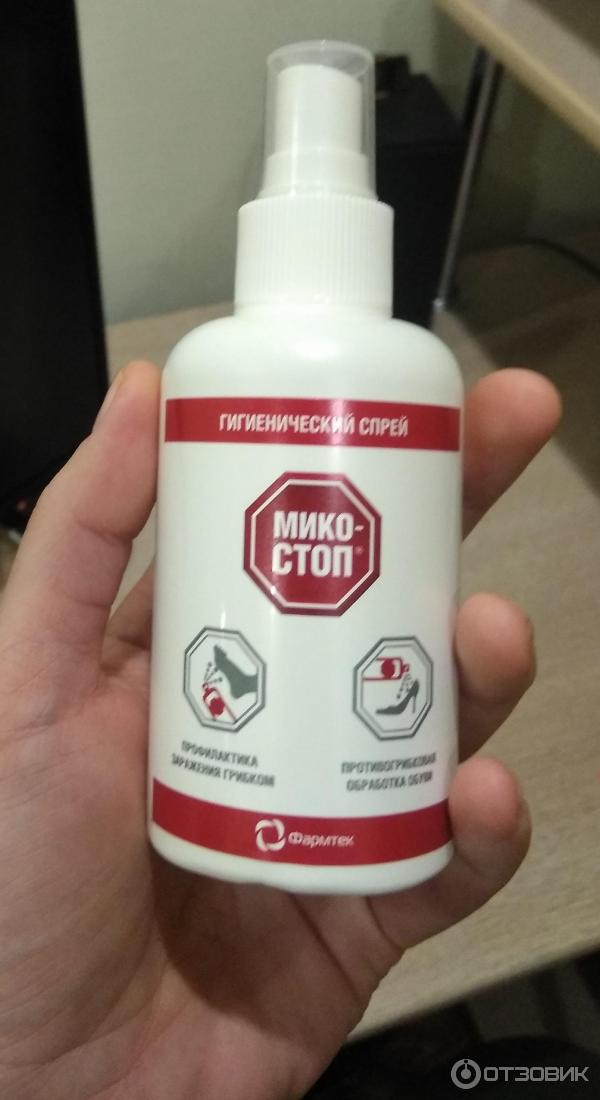 ГИГИЕНИЧЕСКИЙ СПРЕЙ
МИКО-
СТОП®
ПРОФИЛАКТИКА
ЗАРАЖЕНИЯ ГРИБКОМ
ПРОТИВОГРИБКОВАЯ
ОБРАБОТКА ОБУВИ
Фармтек
ОТЗОВИК